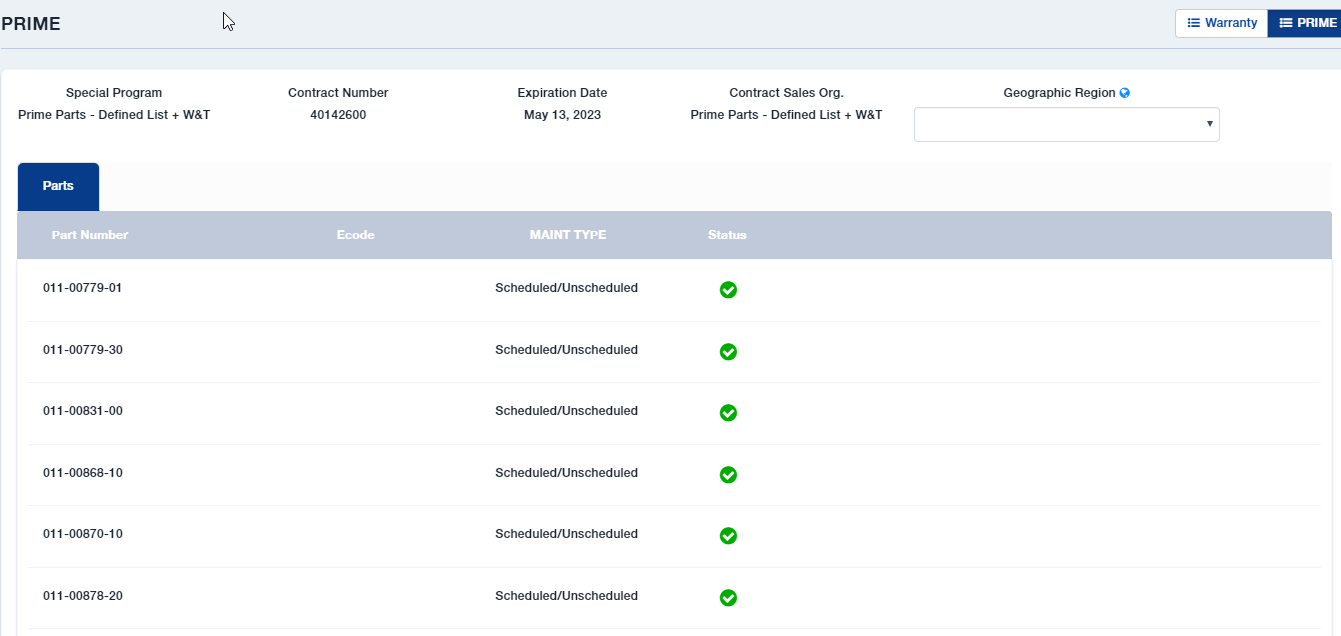 PRIME
Warranty
PRIME
Special Program
Contract Number
Expiration Date
Contract Sales Org.
Geographic Region
Prime Parts - Defined List + W&T
40142600
May 13, 2023
Prime Parts - Defined List + W&T
Parts
Part Number Ecode MAINT TYPE Status
011-00779-01 Scheduled/Unscheduled
011-00779-30 Scheduled/Unscheduled
011-00831-00 Scheduled/Unscheduled
011-00868-10 Scheduled/Unscheduled
011-00870-10 Scheduled/Unscheduled
011-00878-20 Scheduled/Unscheduled